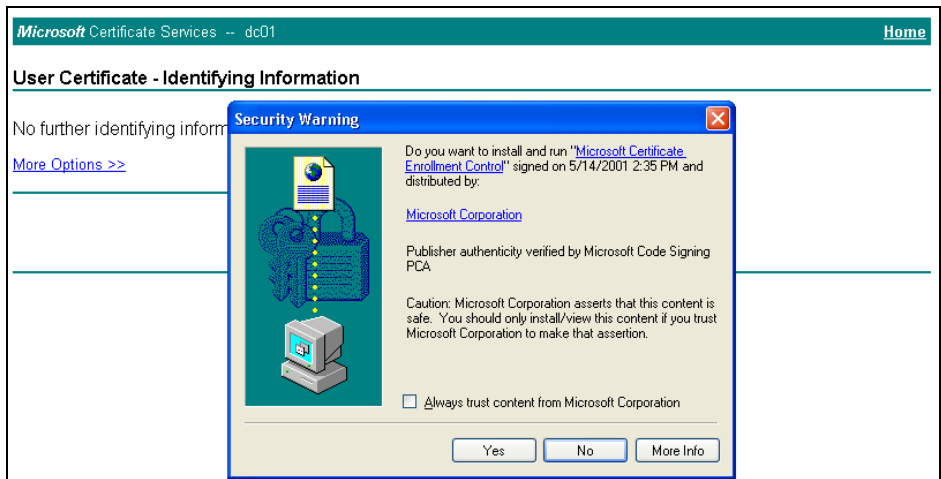 Microsoft Certificate Services -- dc01 Home
User Certificate - Identifying Information
No further identifying inform
More Options >>
Security Warning
Do you want to install and run "Microsoft Certificate
Enrollment Control" signed on 5/14/2001 2:35 PM and
distributed by:
Microsoft Corporation
Publisher authenticity verified by Microsoft Code Signing
PCA
Caution: Microsoft Corporation asserts that this content is
safe. You should only install/view this content if you trust
Microsoft Corporation to make that assertion.
Always trust content from Microsoft Corporation
Yes No More Info